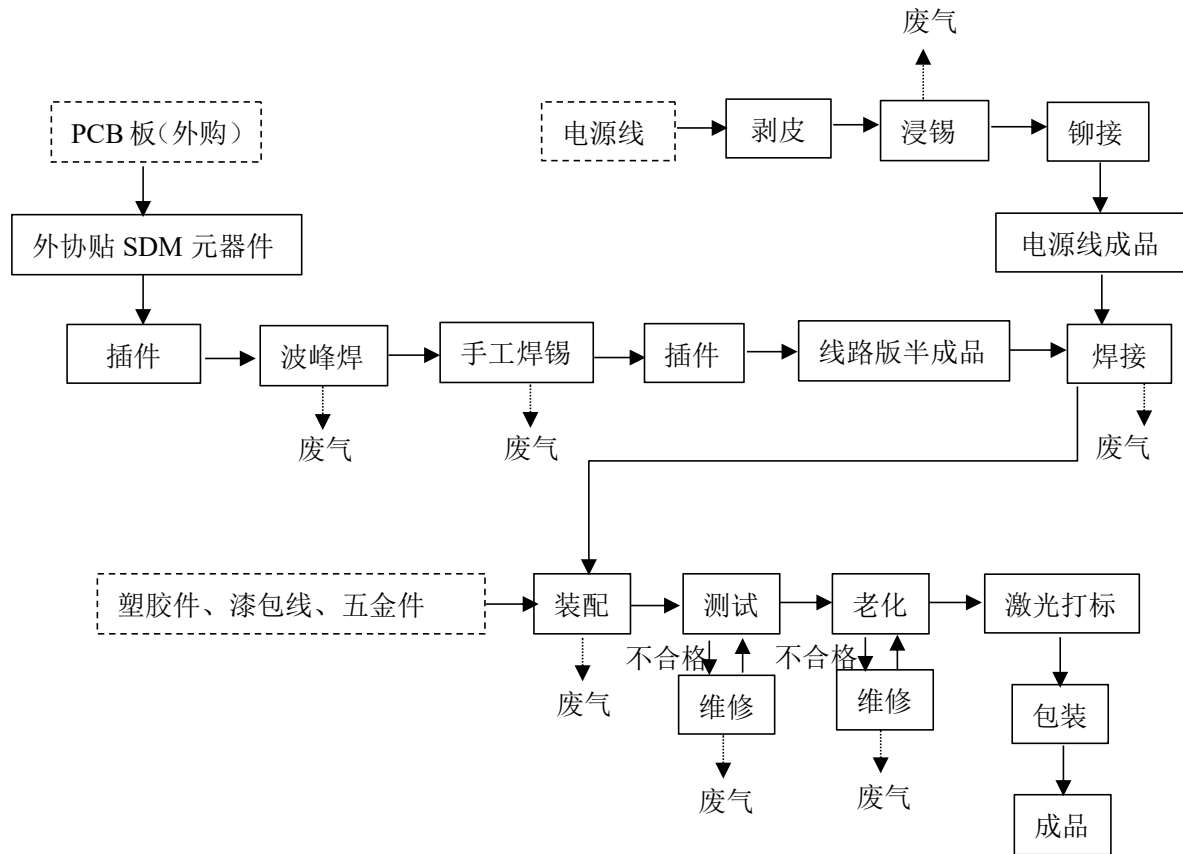 废气
PCB 板（外购）
电源线
剥皮
浸锡
铆接
外协贴 SDM 元器件
电源线成品
插件
波峰焊
手工焊锡
插件
线路版半成品
焊接
废气
废气
废气
塑胶件、漆包线、五金件
装配
测试
老化
激光打标
不合格
不合格
废气
维修
维修
包装
废气
废气
成品